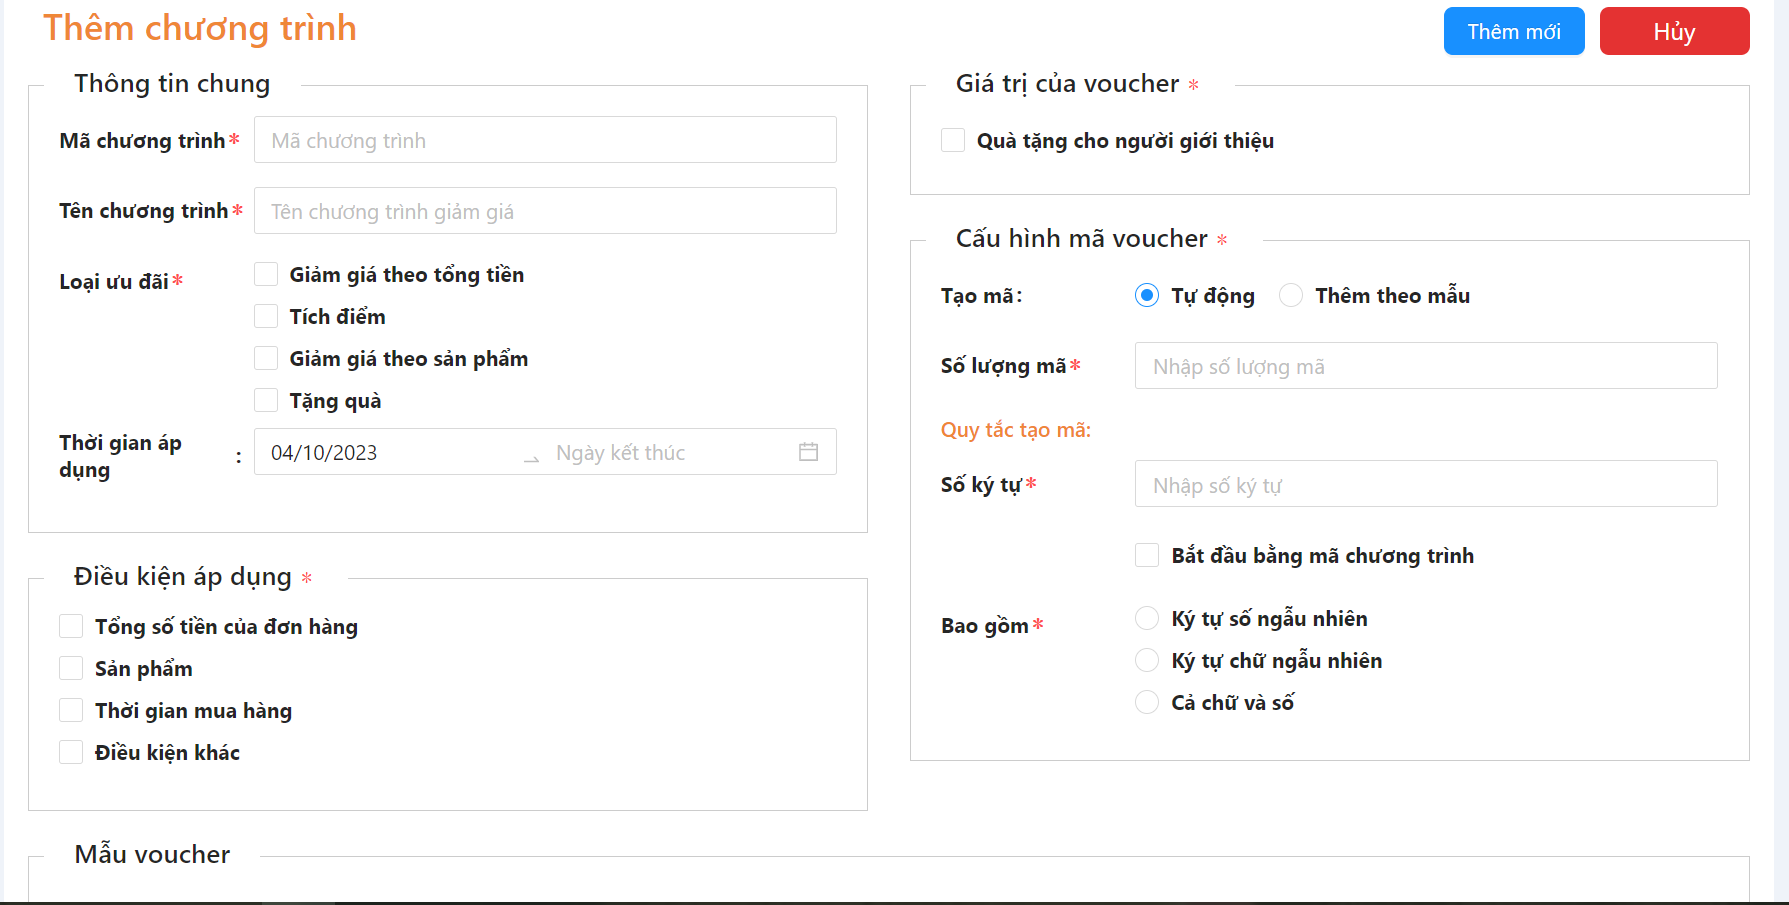 Thêm chương trình
Thêm mới
Hủy
Thông tin chung
Mã chương trình*
Mã chương trình
Tên chương trình*
Tên chương trình giảm giá
Loại ưu đãi*
Giảm giá theo tổng tiền
Tích điểm
Giảm giá theo sản phẩm
Tặng quà
Thời gian áp
dụng :
04/10/2023
Ngày kết thúc
Điều kiện áp dụng *
Tổng số tiền của đơn hàng
Sản phẩm
Thời gian mua hàng
Điều kiện khác
Giá trị của voucher *
Quà tặng cho người giới thiệu
Cấu hình mã voucher *
Tạo mã:
Tự động
Thêm theo mẫu
Số lượng mã*
Nhập số lượng mã
Quy tắc tạo mã:
Số ký tự*
Nhập số ký tự
Bắt đầu bằng mã chương trình
Bao gồm*
Ký tự số ngẫu nhiên
Ký tự chữ ngẫu nhiên
Cả chữ và số
Mẫu voucher